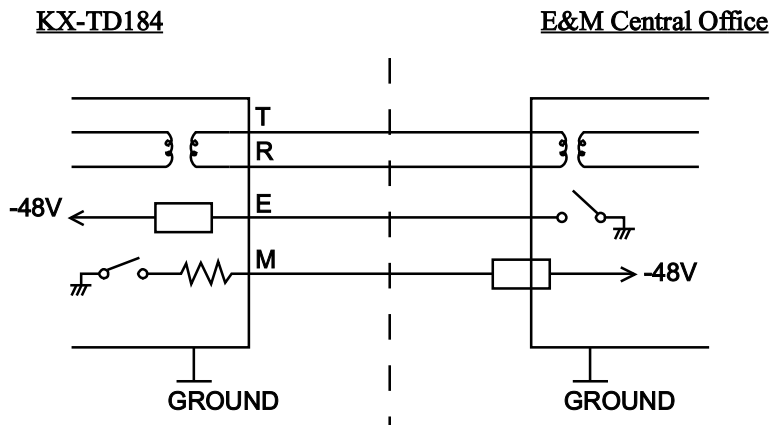 KX-TD184
E&M Central Office
T
R
-48V
E
M
-48V
GROUND
GROUND